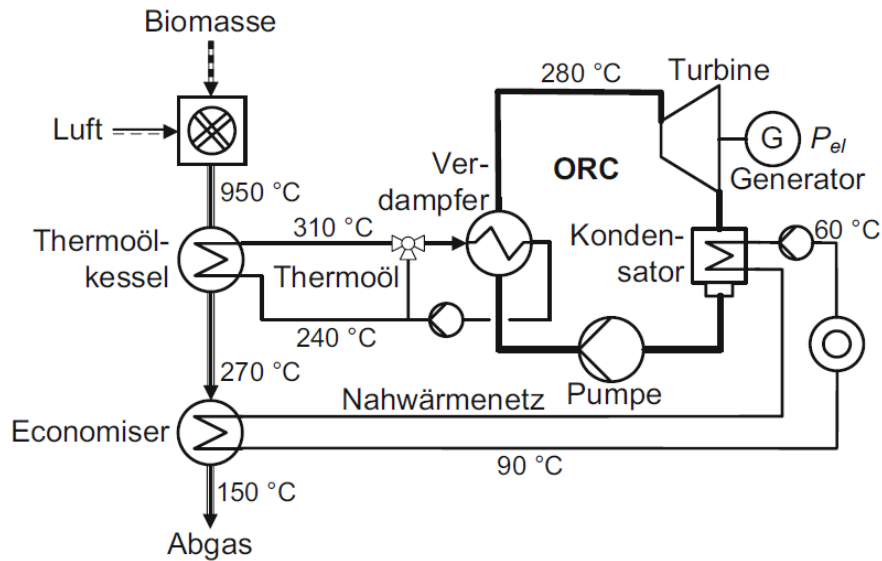 Biomasse
Luft
950 °C
Thermoöl-
kessel
310 °C
Thermoöl
240 °C
270 °C
Economiser
150 °C
Abgas
Ver-
dampfer
280 °C
ORC
Turbine
G
P_el
Generator
Konden-
sator
60 °C
Pumpe
Nahwärmenetz
90 °C